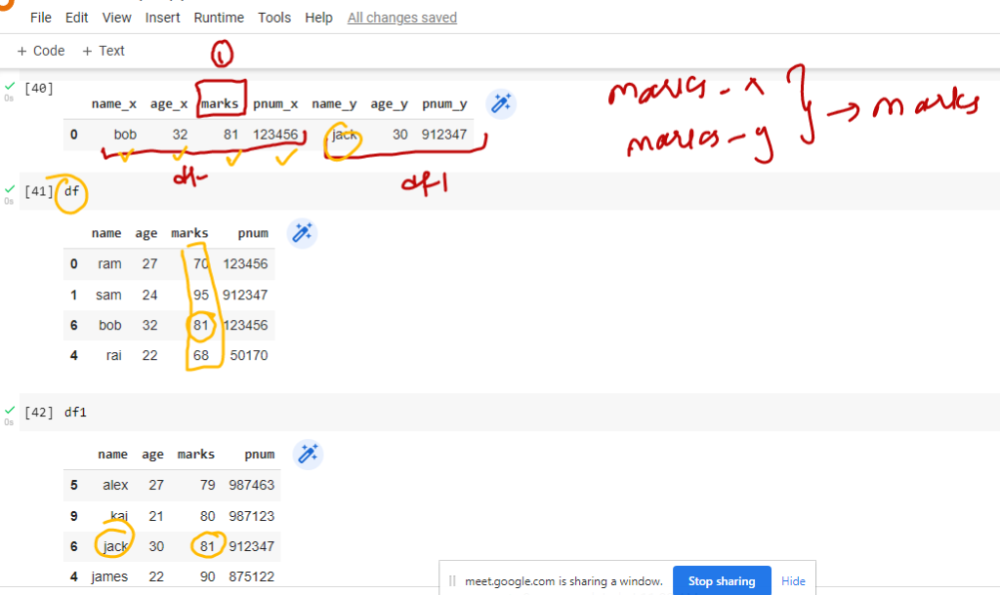 File Edit View Insert Runtime Tools Help All changes saved
+ Code + Text
1
[40]
name_x age_x marks pnum_x name_y age_y pnum_y
0 bob 32 81 123456 jack 30 912347
marks - x
marks - y
} → marks
df df1
[41] df
name age marks pnum
0 ram 27 70 123456
1 sam 24 95 912347
6 bob 32 81 123456
4 rai 22 68 50170
[42] df1
name age marks pnum
5 alex 27 79 987463
9 kai 21 80 987123
6 jack 30 81 912347
4 james 22 90 875122
0s
0s
0s
meet.google.com is sharing a window. Stop sharing Hide